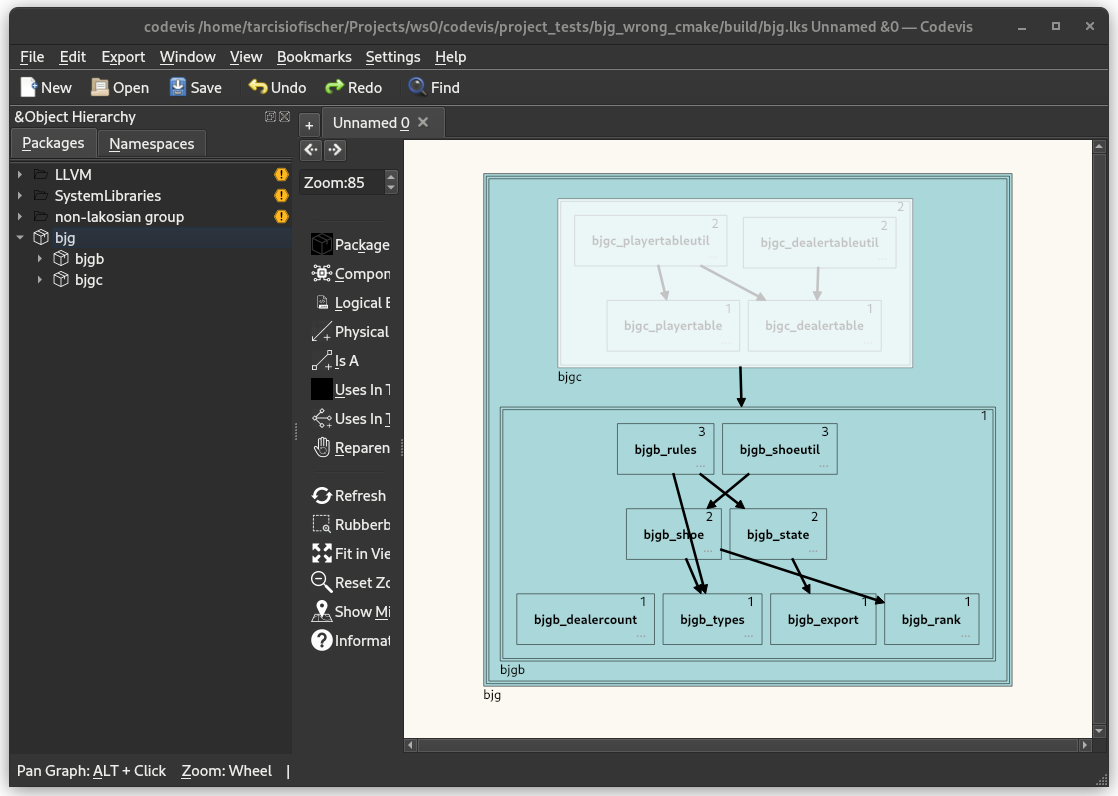 codevis /home/tarcisiofischer/Projects/ws0/codevis/project_tests/bjg_wrong_cmake/build/bjg.lks Unnamed &0 — Codevis
File Edit Export Window View Bookmarks Settings Help
New Open Save Undo Redo Find
&Object Hierarchy
Packages Namespaces
LLVM
SystemLibraries
non-lakosian group
bjg
bjgb
bjgc
+ Unnamed 0
Zoom:85
Package
Compon
Logical E
Physical
Is A
Uses In T
Uses In I
Reparen
Refresh
Rubberb
Fit in Vie
Reset Zo
Show Mi
Informat
2
2 2
bjgc_playertableutil bjgc_dealertableutil
1 1
bjgc_playertable bjgc_dealertable
bjgc
1
3 3
bjgb_rules bjgb_shoeutil
... ...
2 2
bjgb_shoe bjgb_state
... ...
1 1 1 1
bjgb_dealercount bjgb_types bjgb_export bjgb_rank
... ... ... ...
bjgb
bjg
Pan Graph: ALT + Click Zoom: Wheel |